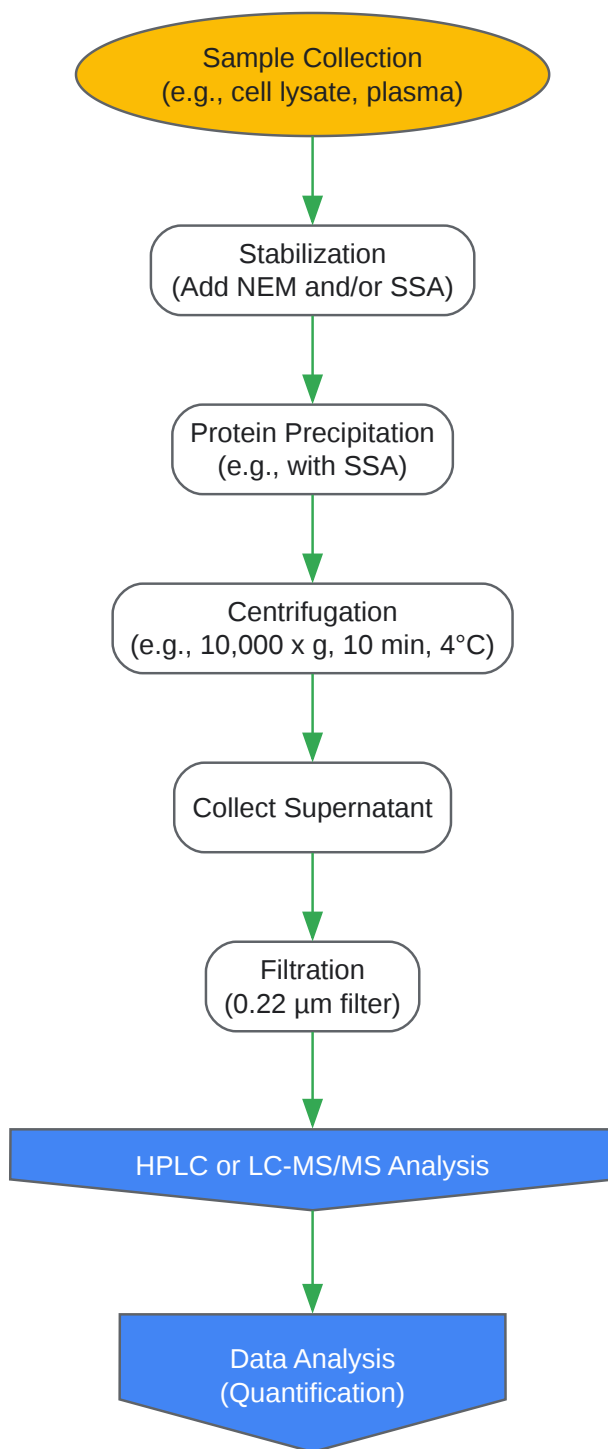 Sample Collection
(e.g., cell lysate, plasma)
Stabilization
(Add NEM and/or SSA)
Protein Precipitation
(e.g., with SSA)
Centrifugation
(e.g., 10,000 x g, 10 min, 4°C)
Collect Supernatant
Filtration
(0.22 µm filter)
HPLC or LC-MS/MS Analysis
Data Analysis
(Quantification)